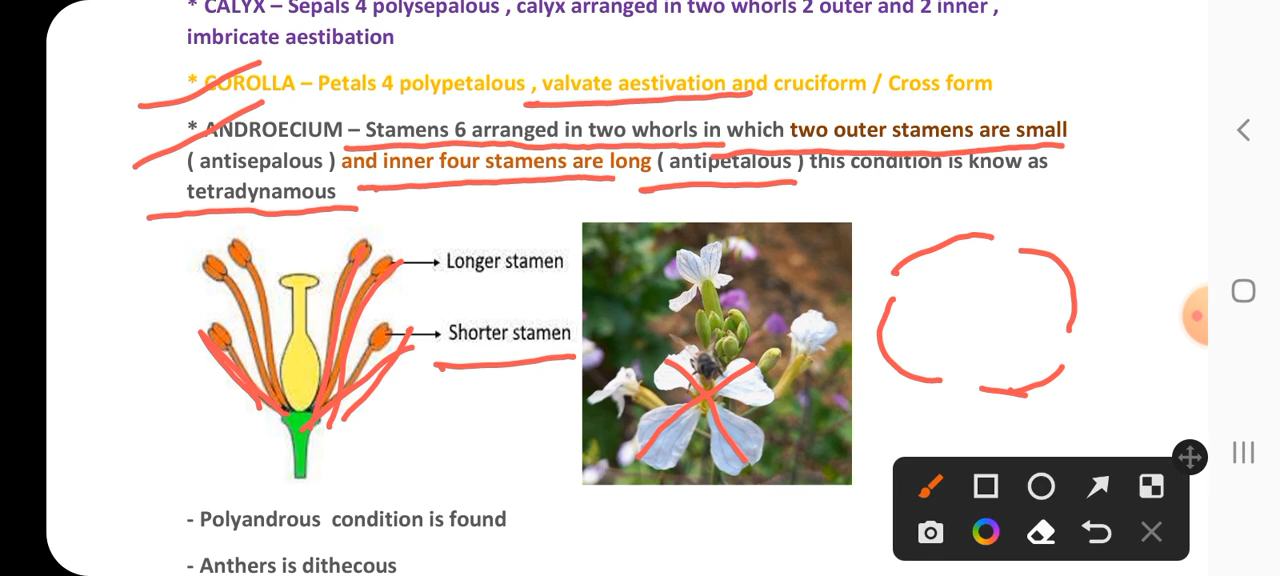 * CALYX – Sepals 4 polysepalous , calyx arranged in two whorls 2 outer and 2 inner ,
imbricate aestibation
* COROLLA – Petals 4 polypetalous , valvate aestivation and cruciform / Cross form
* ANDROECIUM – Stamens 6 arranged in two whorls in which two outer stamens are small
( antisepalous ) and inner four stamens are long ( antipetalous ) this condition is know as
tetradynamous
Longer stamen
Shorter stamen
- Polyandrous condition is found
- Anthers is dithecous